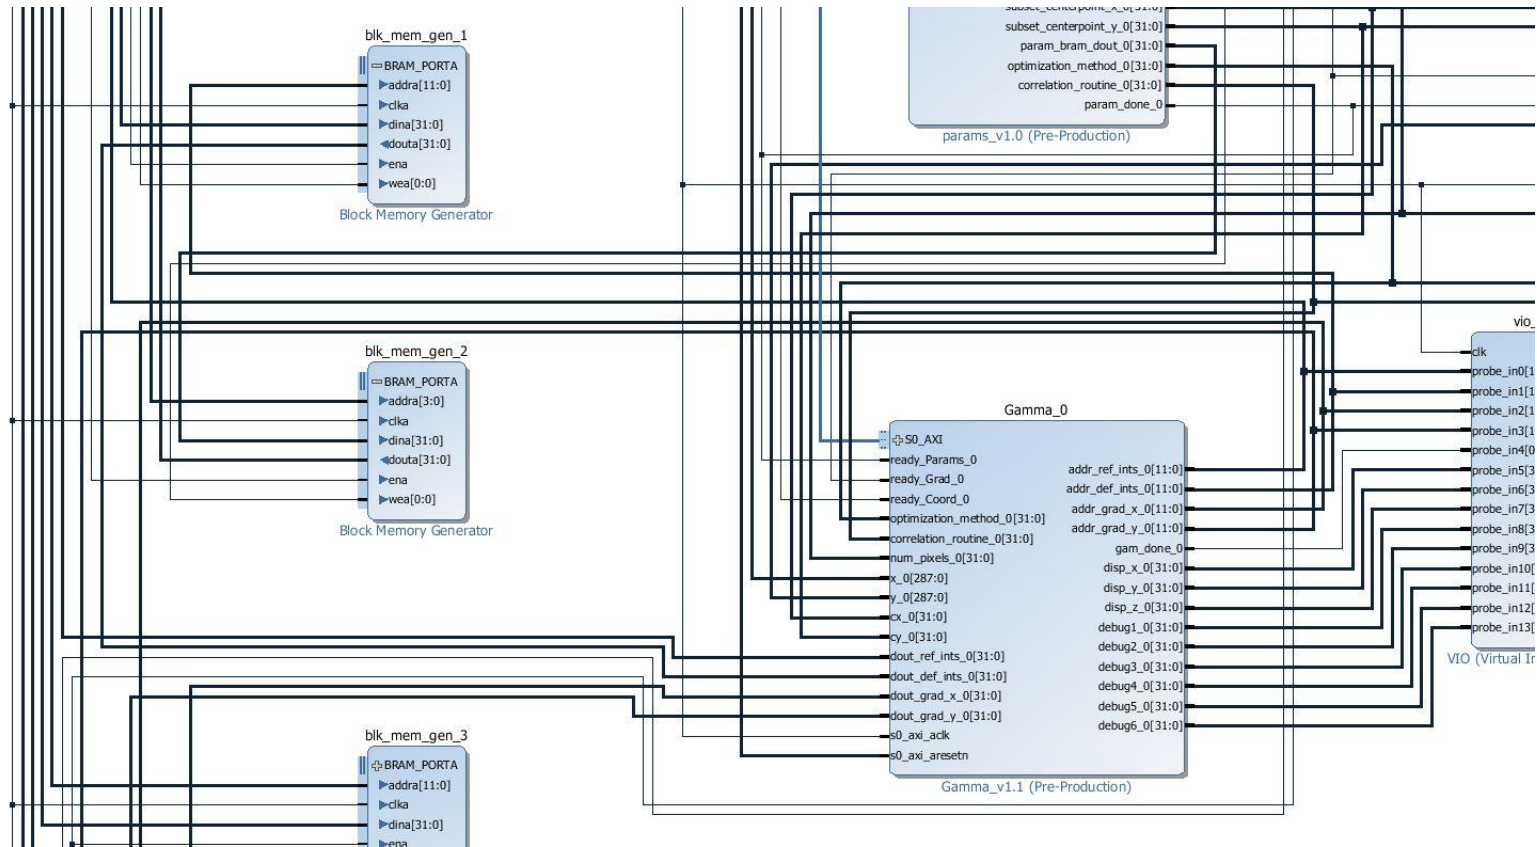 blk_mem_gen_1
BRAM_PORTA
addra[11:0]
clka
dina[31:0]
douta[31:0]
ena
wea[0:0]
Block Memory Generator
subset_centerpoint_x_0[31:0]
subset_centerpoint_y_0[31:0]
param_bram_dout_0[31:0]
optimization_method_0[31:0]
correlation_routine_0[31:0]
param_done_0
params_v1.0 (Pre-Production)
blk_mem_gen_2
BRAM_PORTA
addra[3:0]
clka
dina[31:0]
douta[31:0]
ena
wea[0:0]
Block Memory Generator
Gamma_0
S0_AXI
ready_Params_0
ready_Grad_0
ready_Coord_0
optimization_method_0[31:0]
correlation_routine_0[31:0]
num_pixels_0[31:0]
x_0[287:0]
y_0[287:0]
cx_0[31:0]
cy_0[31:0]
dout_ref_ints_0[31:0]
dout_def_ints_0[31:0]
dout_grad_x_0[31:0]
dout_grad_y_0[31:0]
s0_axi_aclk
s0_axi_aresetn
addr_ref_ints_0[11:0]
addr_def_ints_0[11:0]
addr_grad_x_0[11:0]
addr_grad_y_0[11:0]
gam_done_0
disp_x_0[31:0]
disp_y_0[31:0]
disp_z_0[31:0]
debug1_0[31:0]
debug2_0[31:0]
debug3_0[31:0]
debug4_0[31:0]
debug5_0[31:0]
debug6_0[31:0]
Gamma_v1.1 (Pre-Production)
vio_
clk
probe_in0[1
probe_in1[1
probe_in2[1
probe_in3[1
probe_in4[0
probe_in5[3
probe_in6[3
probe_in7[3
probe_in8[3
probe_in9[3
probe_in10[
probe_in11[
probe_in12[
probe_in13[
VIO (Virtual In
blk_mem_gen_3
BRAM_PORTA
addra[11:0]
clka
dina[31:0]
ena